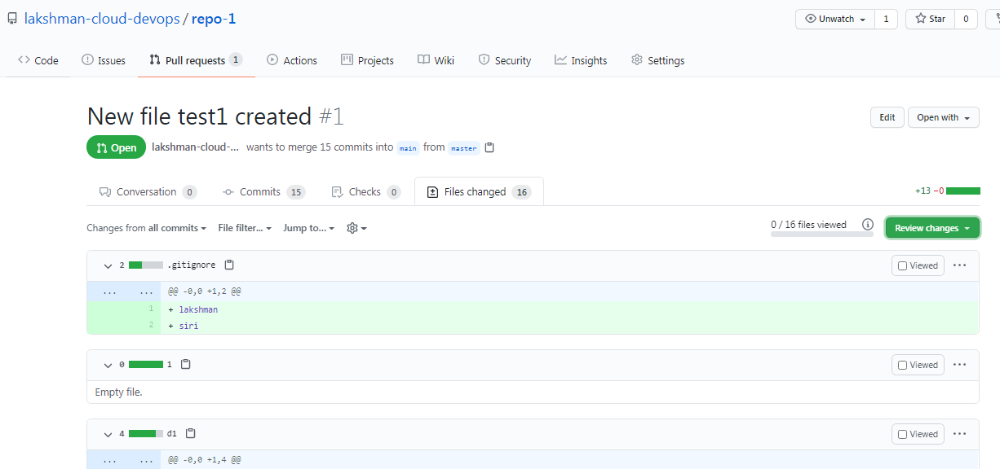 lakshman-cloud-devops / repo-1
Unwatch 1 Star 0
Code Issues Pull requests 1 Actions Projects Wiki Security Insights Settings
New file test1 created #1
Edit Open with
Open lakshman-cloud-... wants to merge 15 commits into main from master
Conversation 0 Commits 15 Checks 0 Files changed 16 +13 −0
Changes from all commits File filter... Jump to... 0 / 16 files viewed Review changes
2 .gitignore Viewed ...
... ... @@ -0,0 +1,2 @@
1 + lakshman
2 + siri
0 1 Viewed ...
Empty file.
4 d1 Viewed ...
... ... @@ -0,0 +1,4 @@